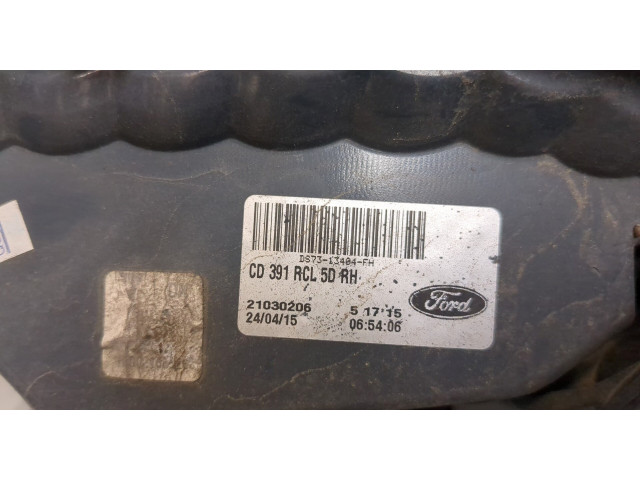 DS73-13404-FH
CD 391 RCL 5D RH
Ford
21030206 5 17 15
24/04/15 06:54:06